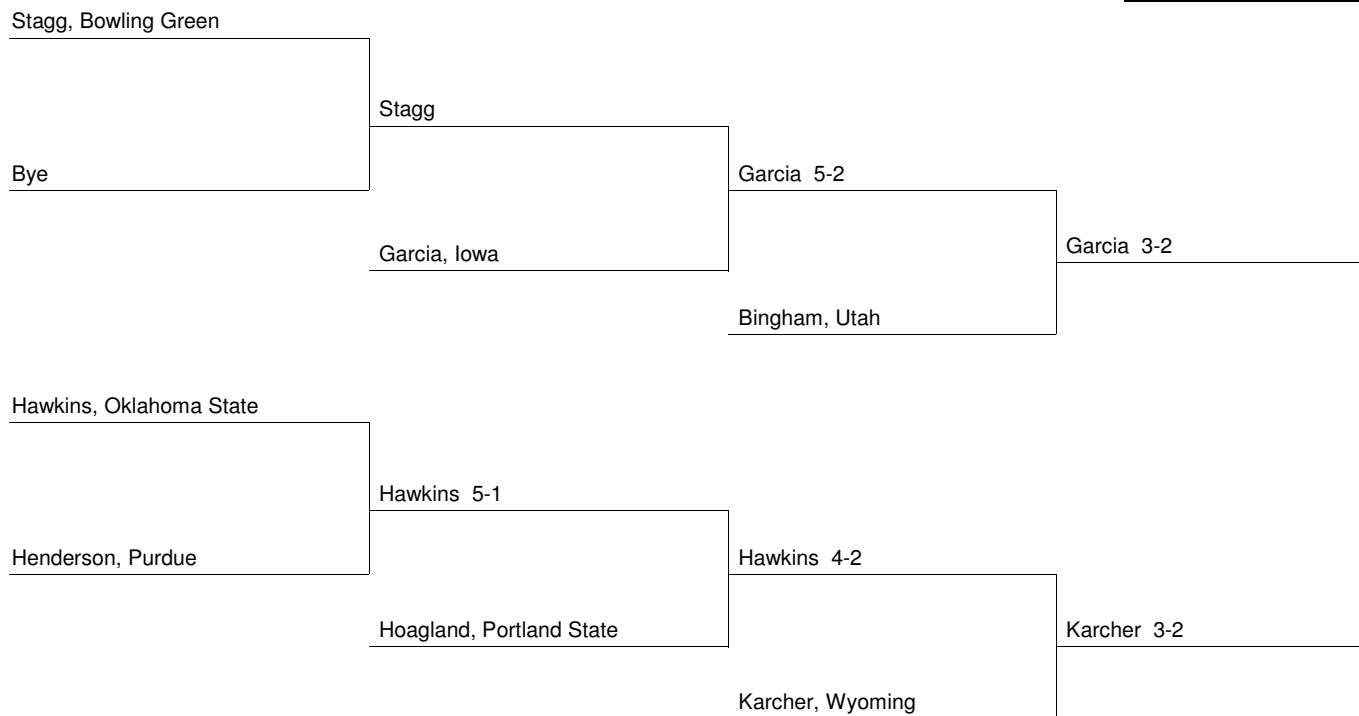 Stagg, Bowling Green
Stagg
Bye
Garcia 5-2
Garcia 3-2
Garcia, Iowa
Bingham, Utah
Hawkins, Oklahoma State
Hawkins 5-1
Henderson, Purdue
Hawkins 4-2
Hoagland, Portland State
Karcher 3-2
Karcher, Wyoming